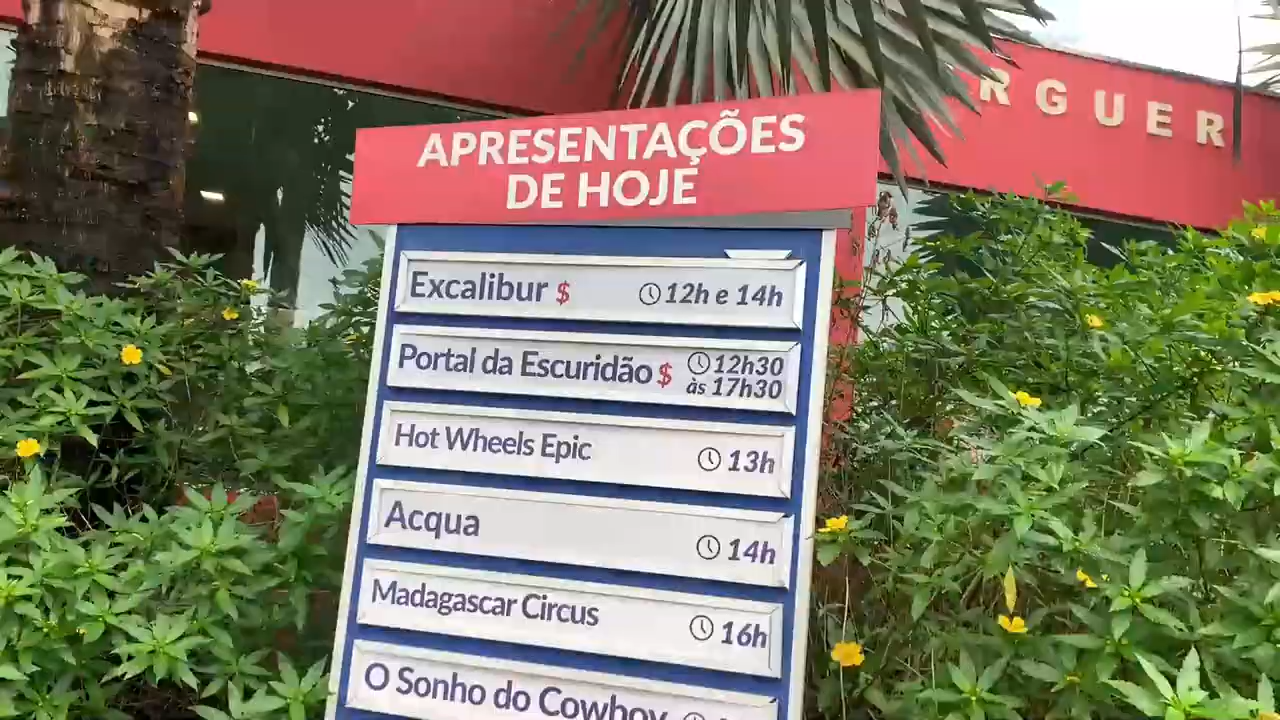 RGUER
APRESENTAÇÕES
DE HOJE
Excalibur $ 12h e 14h
Portal da Escuridão $ 12h30
às 17h30
Hot Wheels Epic 13h
Acqua 14h
Madagascar Circus 16h
O Sonho do Cowboy